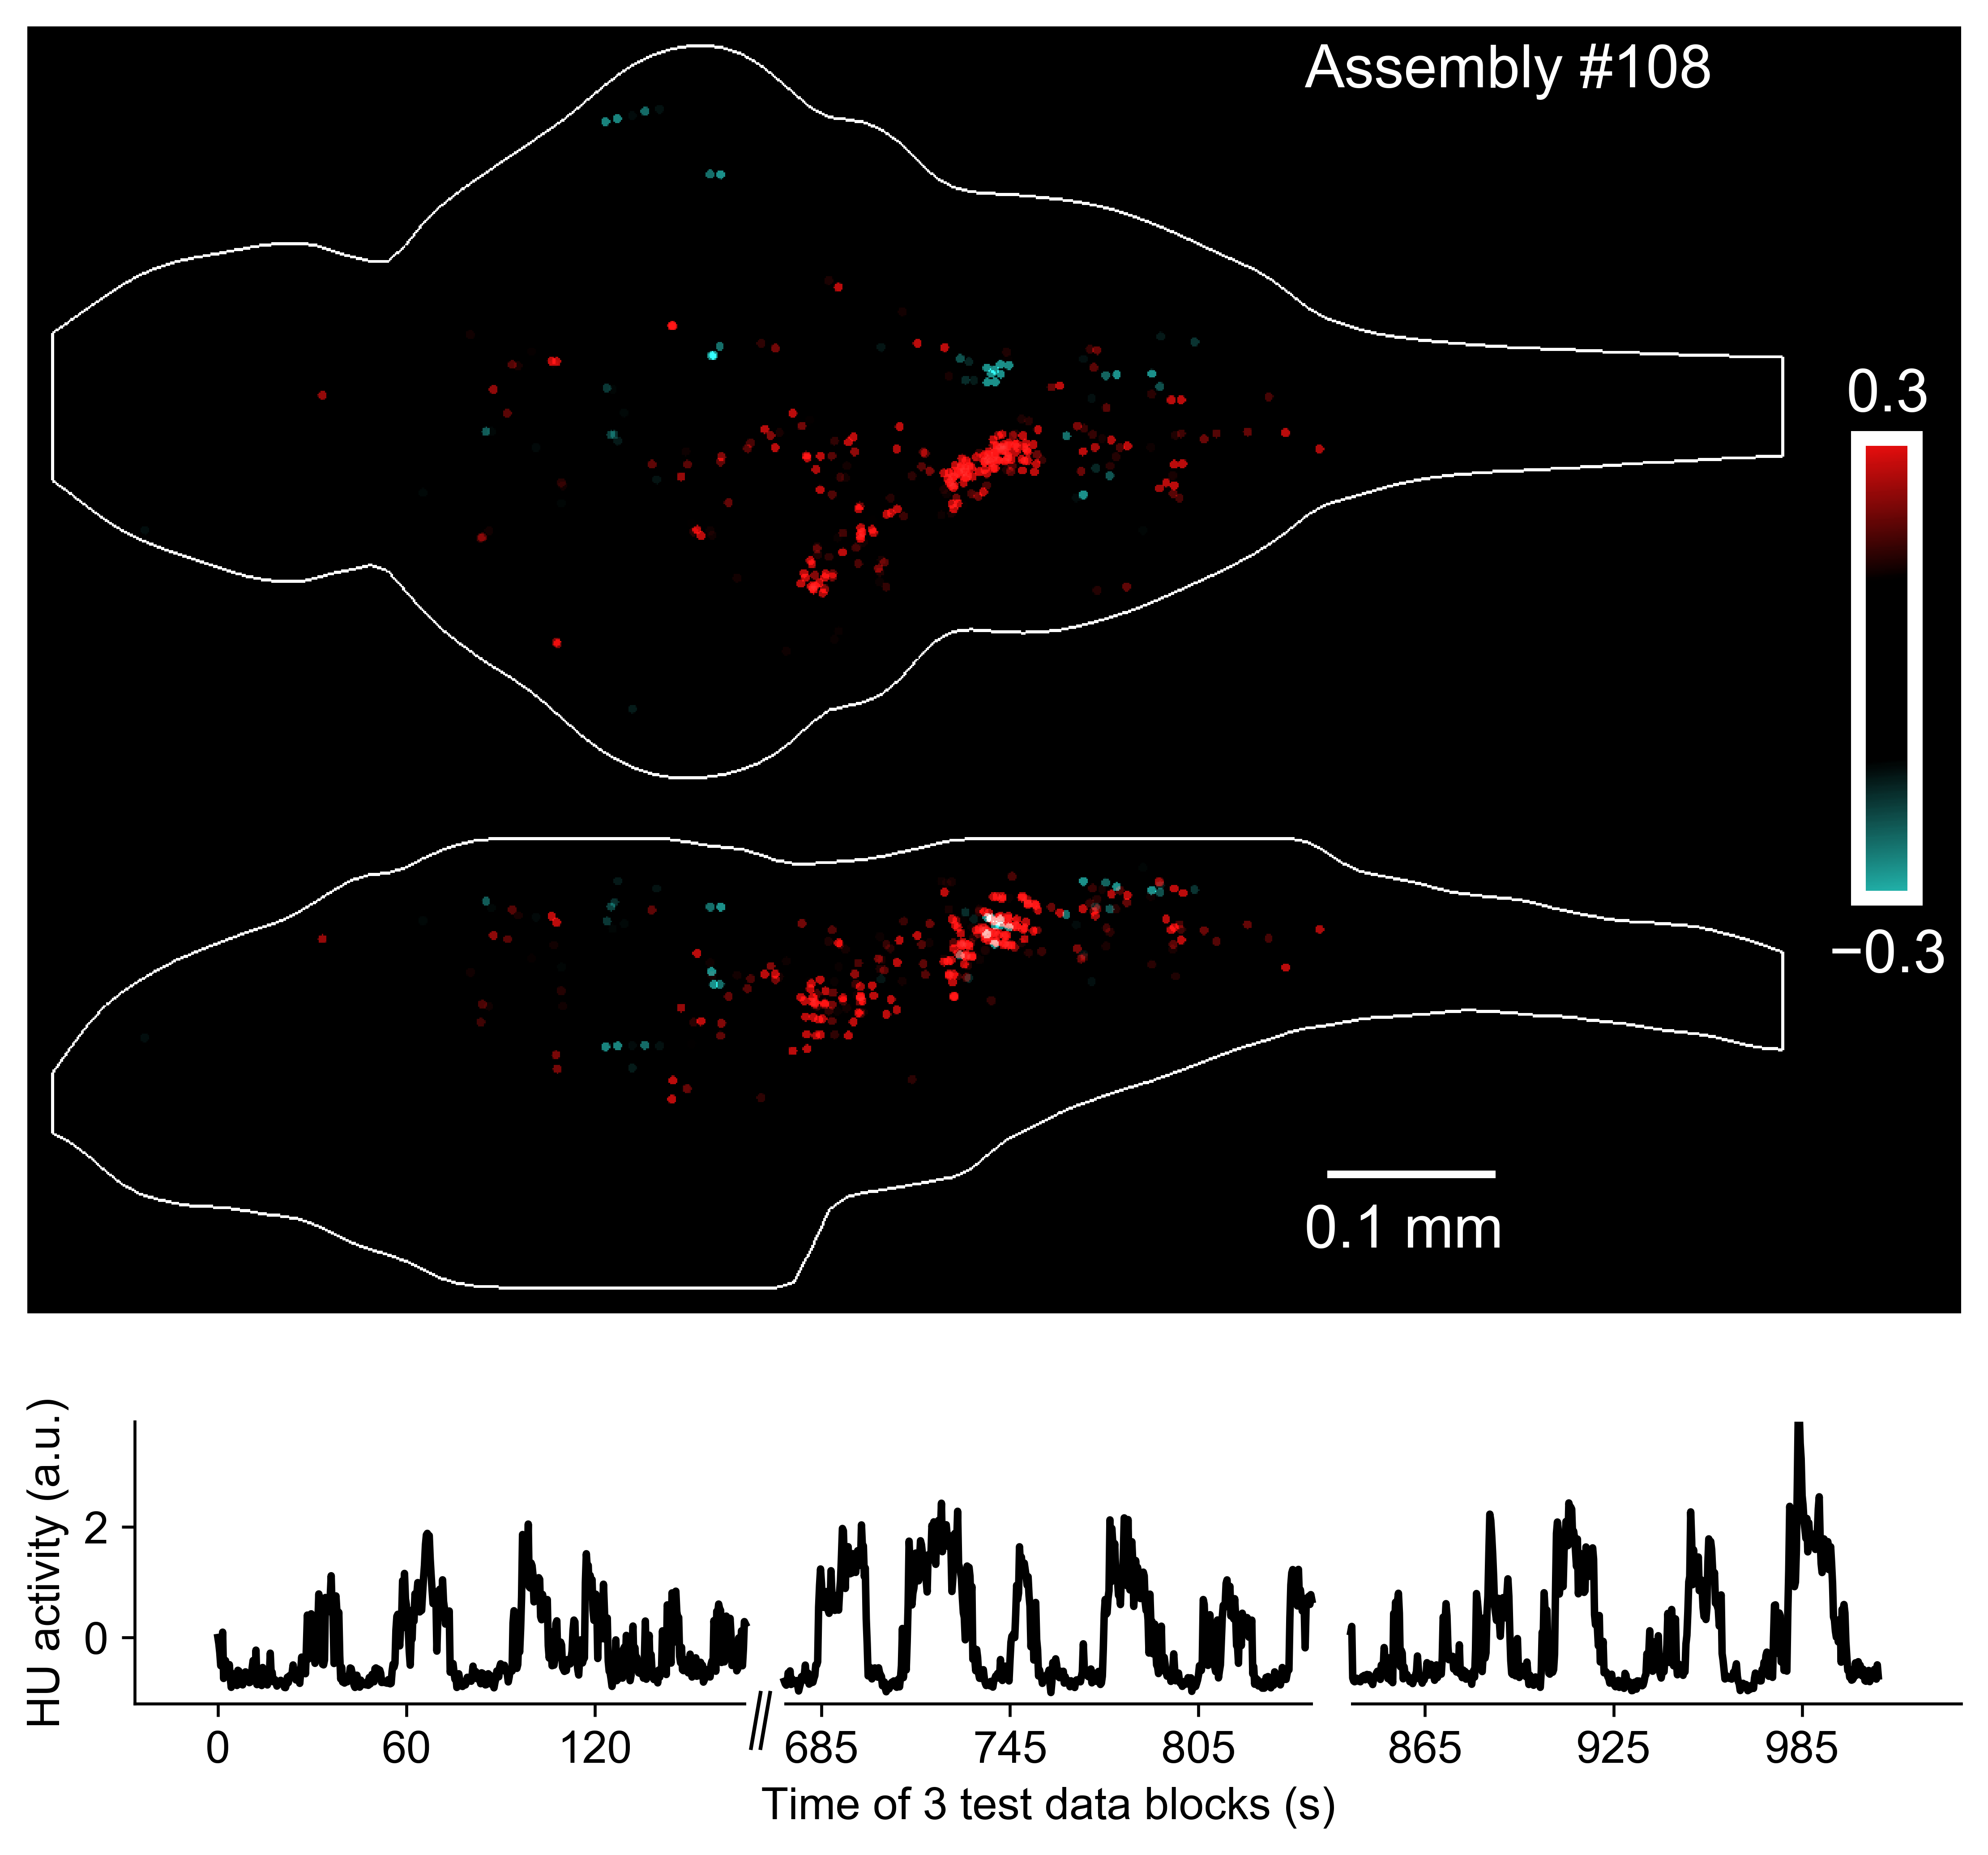 Assembly #108
0.3
−0.3
0.1 mm
HU activity (a.u.)
2
0
0 60 120 685 745 805 865 925 985
Time of 3 test data blocks (s)